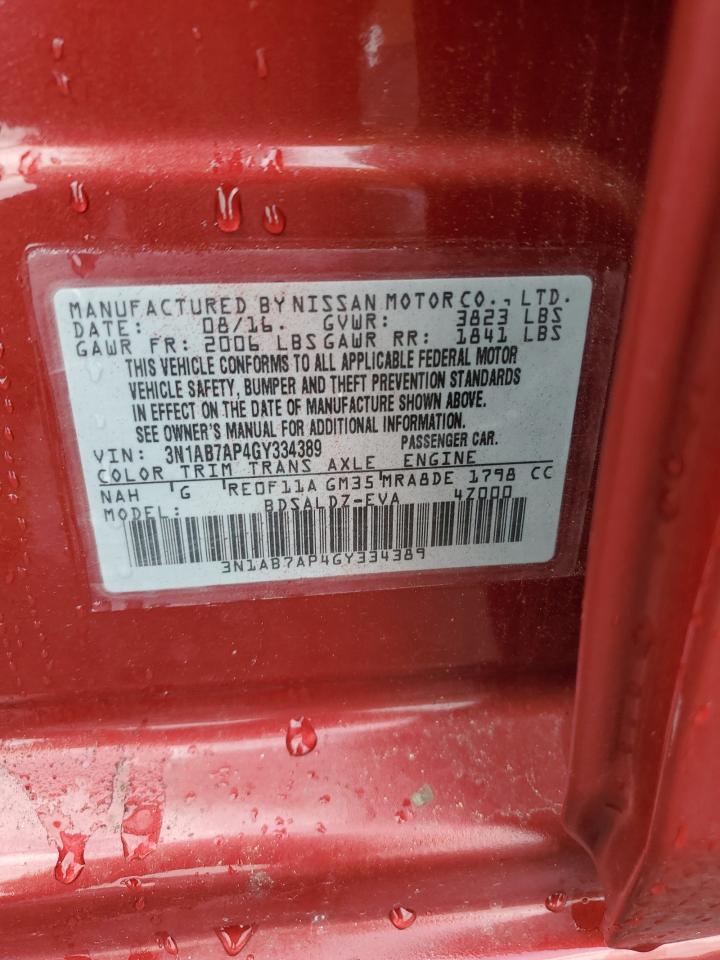 MANUFACTURED BY NISSAN MOTOR CO., LTD.
DATE: 08/16. GVWR: 3823 LBS
GAWR FR: 2006 LBS GAWR RR: 1841 LBS
THIS VEHICLE CONFORMS TO ALL APPLICABLE FEDERAL MOTOR
VEHICLE SAFETY, BUMPER AND THEFT PREVENTION STANDARDS
IN EFFECT ON THE DATE OF MANUFACTURE SHOWN ABOVE.
SEE OWNER'S MANUAL FOR ADDITIONAL INFORMATION.
VIN: 3N1AB7AP4GY334389 PASSENGER CAR.
COLOR TRIM TRANS AXLE ENGINE
NAH G RE0F11A GM35 MRA8DE 1798 CC
MODEL: BDSALDZ-EVA 4Z000
3N1AB7AP4GY334389